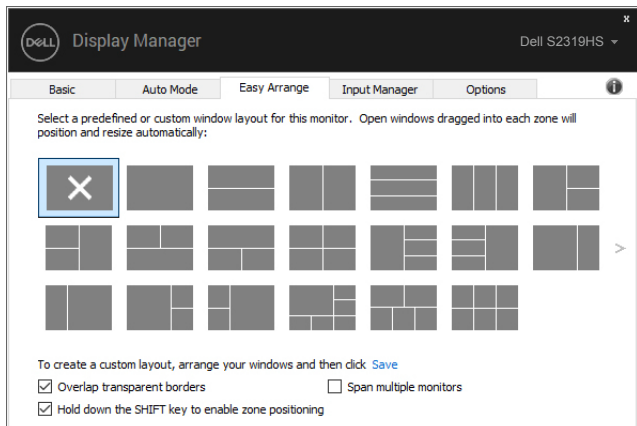 x
DELL Display Manager Dell S2319HS
Basic Auto Mode Easy Arrange Input Manager Options
Select a predefined or custom window layout for this monitor. Open windows dragged into each zone will
position and resize automatically:
To create a custom layout, arrange your windows and then click Save
Overlap transparent borders Span multiple monitors
Hold down the SHIFT key to enable zone positioning